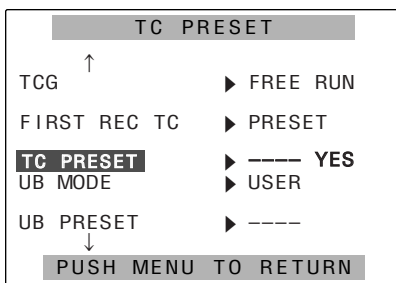 TC PRESET
↑
TCG ▶ FREE RUN
FIRST REC TC ▶ PRESET
TC PRESET ▶ –––– YES
UB MODE ▶ USER
UB PRESET ▶ ––––
↓
PUSH MENU TO RETURN